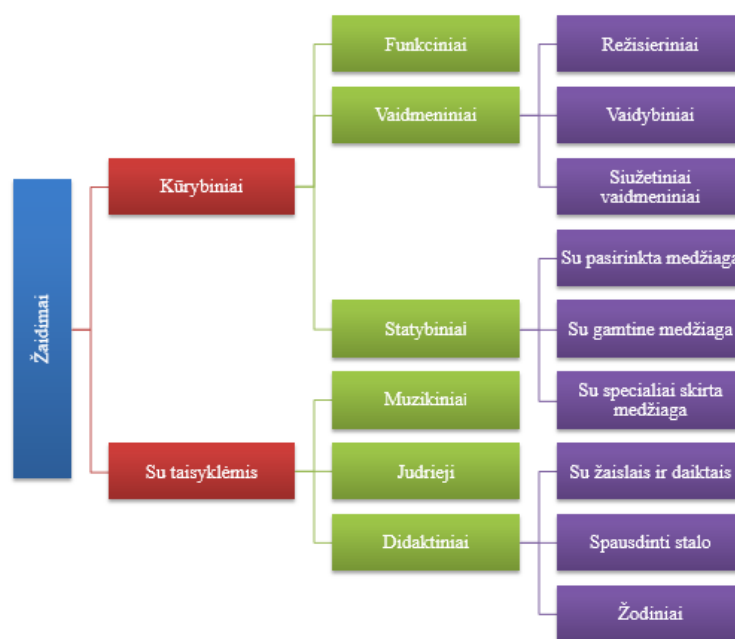 Žaidimai
Kūrybiniai
Funkciniai
Vaidmeniniai
Režisieriniai
Vaidybiniai
Siužetiniai
vaidmeniniai
Statybiniai
Su pasirinkta medžiaga
Su gamtine medžiaga
Su specialiai skirta
medžiaga
Su taisyklėmis
Muzikiniai
Judrieji
Didaktiniai
Su žaislais ir daiktais
Spausdinti stalo
Žodiniai